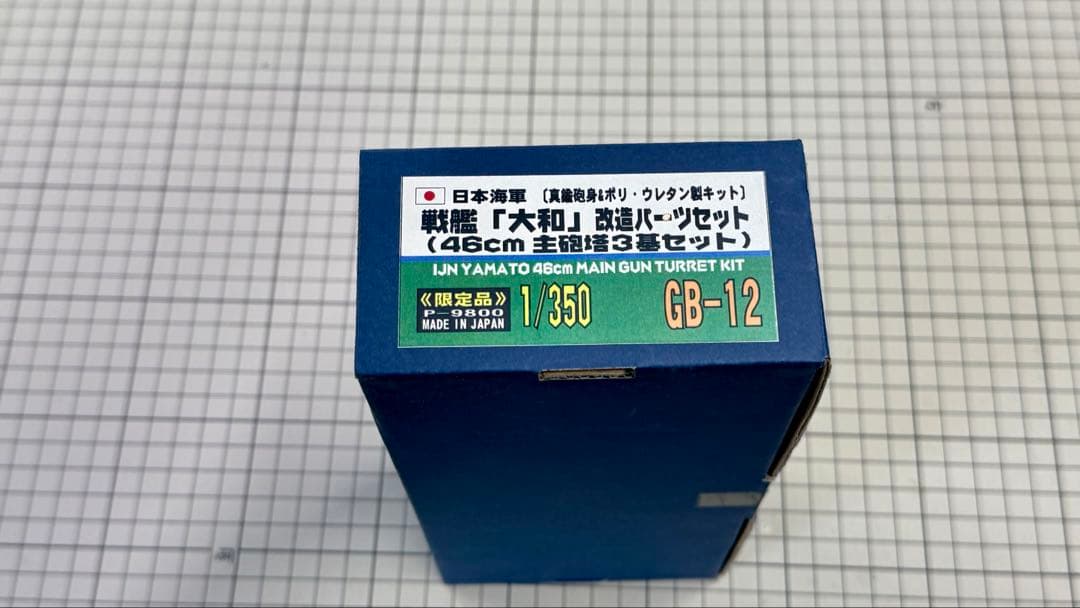 日本海軍 〔真鍮砲身&ポリ・ウレタン製キット〕
戦艦「大和」改造パーツセット
(46cm 主砲塔3基セット)
IJN YAMATO 46cm MAIN GUN TURRET KIT
《限定品》
P-9800
MADE IN JAPAN
1/350
GB-12